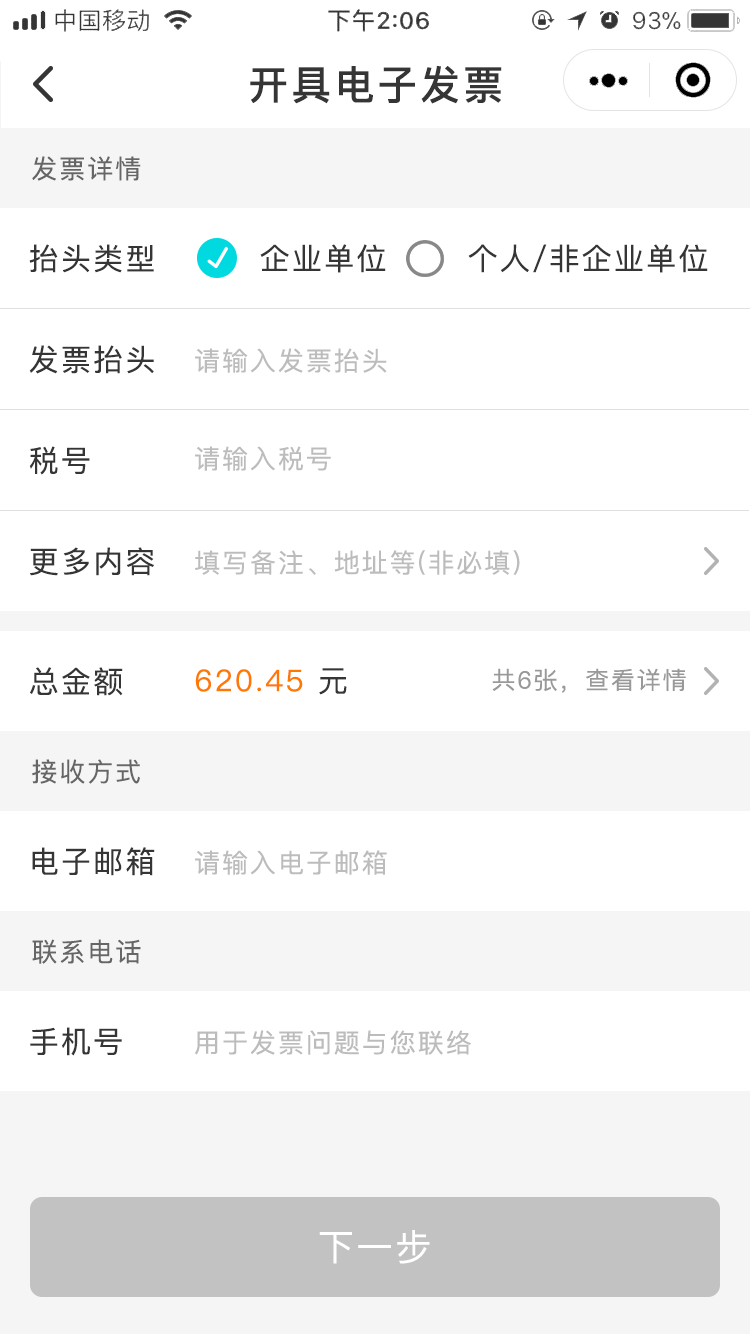 中国移动 下午2:06 93%
开具电子发票
发票详情
抬头类型 企业单位 个人/非企业单位
发票抬头 请输入发票抬头
税号 请输入税号
更多内容 填写备注、地址等(非必填)
总金额 620.45 元 共6张，查看详情
接收方式
电子邮箱 请输入电子邮箱
联系电话
手机号 用于发票问题与您联络
下一步